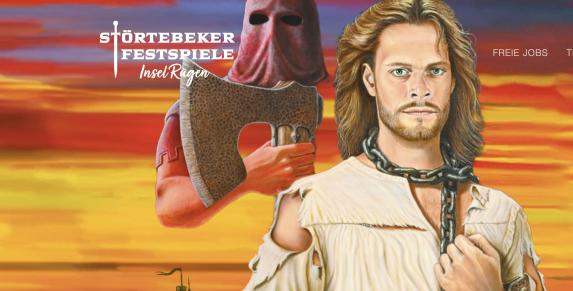 STÖRTEBEKER
FESTSPIELE
Insel Rügen
FREIE JOBS